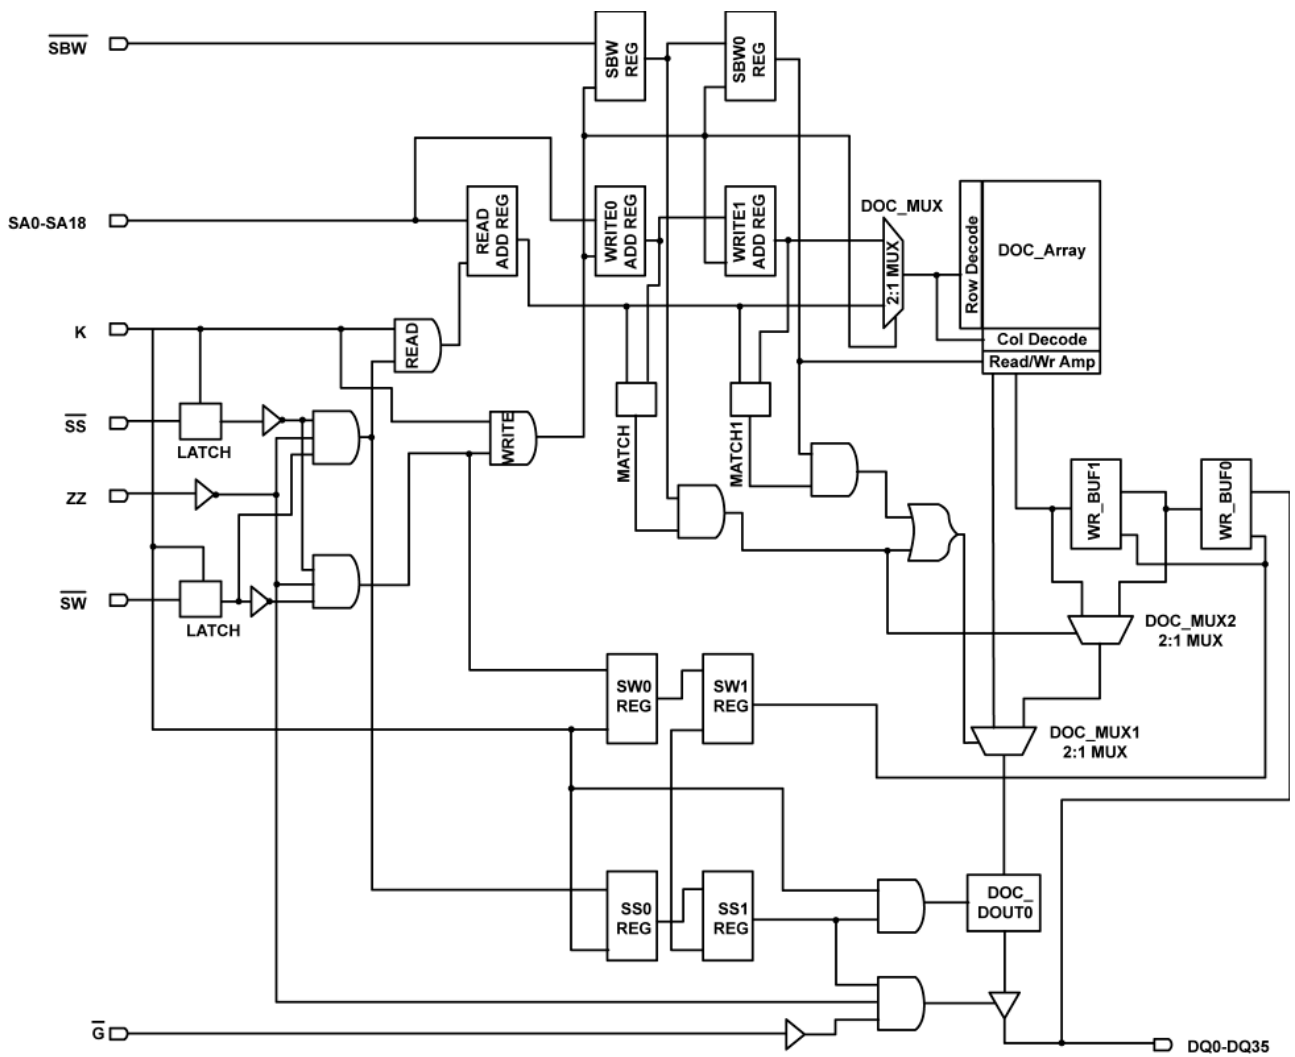 SBW
SBW
REG
SBW0
REG
SA0-SA18
READ
ADD REG
WRITE0
ADD REG
WRITE1
ADD REG
DOC_MUX
2:1 MUX
Row Decode
DOC_Array
Col Decode
Read/Wr Amp
K
READ
SS
LATCH
WRITE
MATCH
MATCH1
ZZ
WR_BUF1
WR_BUF0
SW
LATCH
DOC_MUX2
2:1 MUX
SW0
REG
SW1
REG
DOC_MUX1
2:1 MUX
SS0
REG
SS1
REG
DOC_
DOUT0
G
DQ0-DQ35